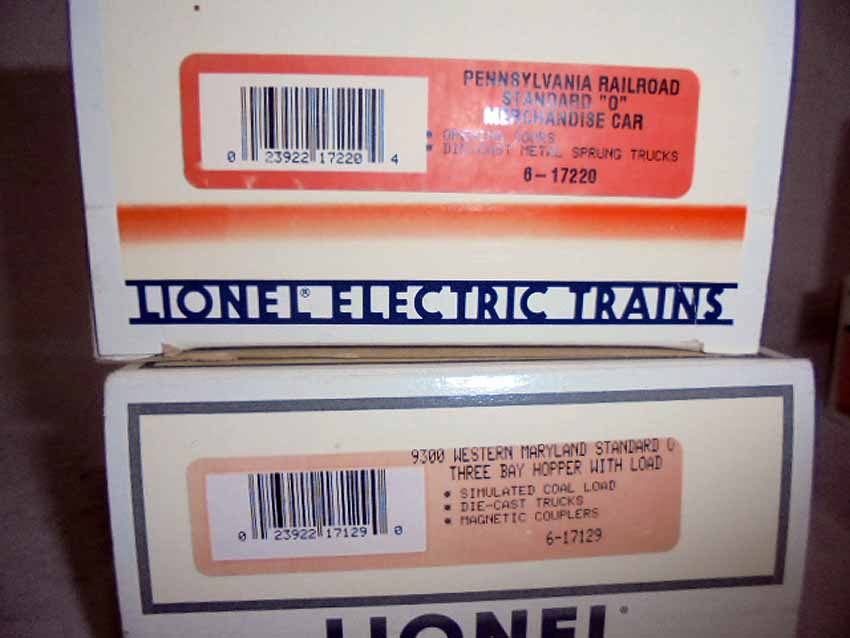 PENNSYLVANIA RAILROAD
STANDARD "O"
MERCHANDISE CAR
• OPENING DOORS
• DIE-CAST METAL SPRUNG TRUCKS
6-17220
0 23922 17220 4
LIONEL® ELECTRIC TRAINS
9300 WESTERN MARYLAND STANDARD O
THREE BAY HOPPER WITH LOAD
• SIMULATED COAL LOAD
• DIE-CAST TRUCKS
• MAGNETIC COUPLERS
6-17129
0 23922 17129 0
LIONEL